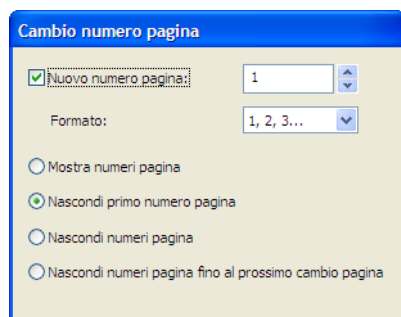 Cambio numero pagina
Nuovo numero pagina: 1
Formato: 1, 2, 3...
Mostra numeri pagina
Nascondi primo numero pagina
Nascondi numeri pagina
Nascondi numeri pagina fino al prossimo cambio pagina